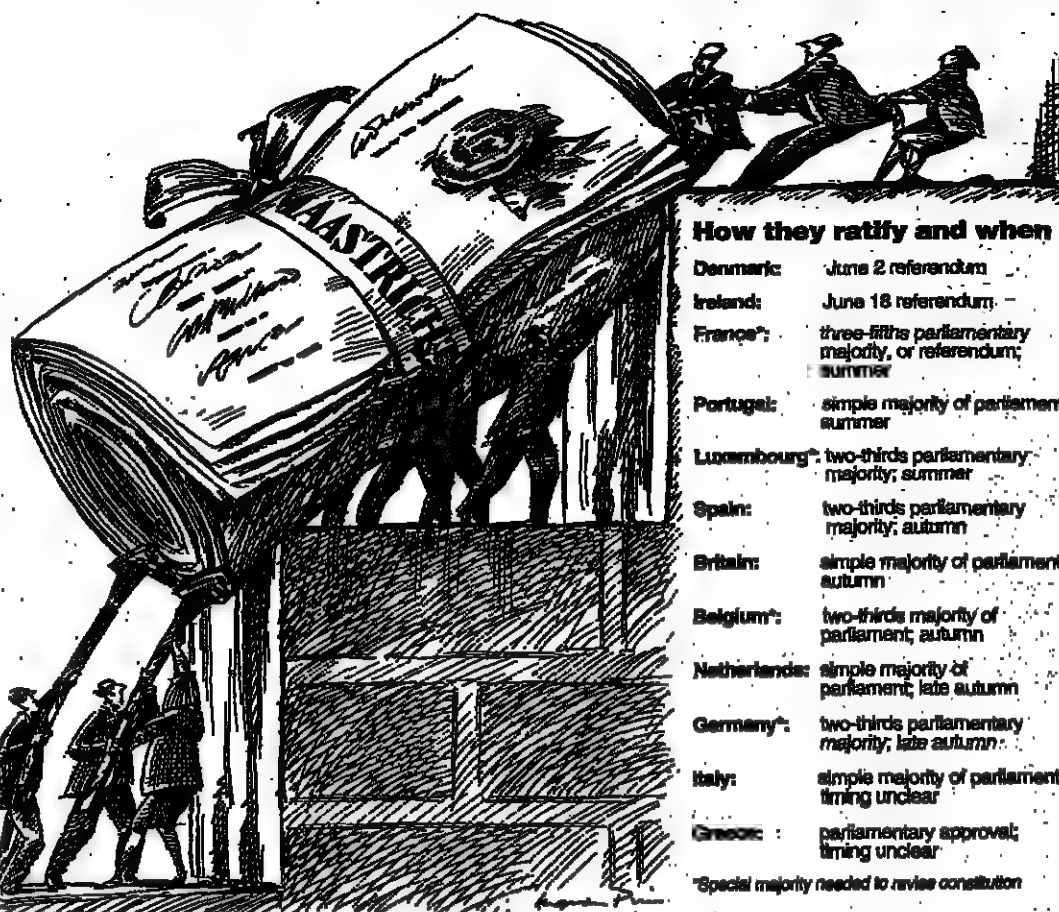 MAASTRICH
How they ratify and when
Denmark: June 2 referendum
Ireland: June 18 referendum
France*: three-fifths parliamentary
majority, or referendum;
summer
Portugal: simple majority of parliament
summer
Luxembourg*: two-thirds parliamentary
majority; summer
Spain: two-thirds parliamentary
majority; autumn
Britain: simple majority of parliament
autumn
Belgium*: two-thirds majority of
parliament; autumn
Netherlands: simple majority of
parliament; late autumn
Germany*: two-thirds parliamentary
majority; late autumn
Italy: simple majority of parliament
timing unclear
Greece: parliamentary approval;
timing unclear
*Special majority needed to revise constitution